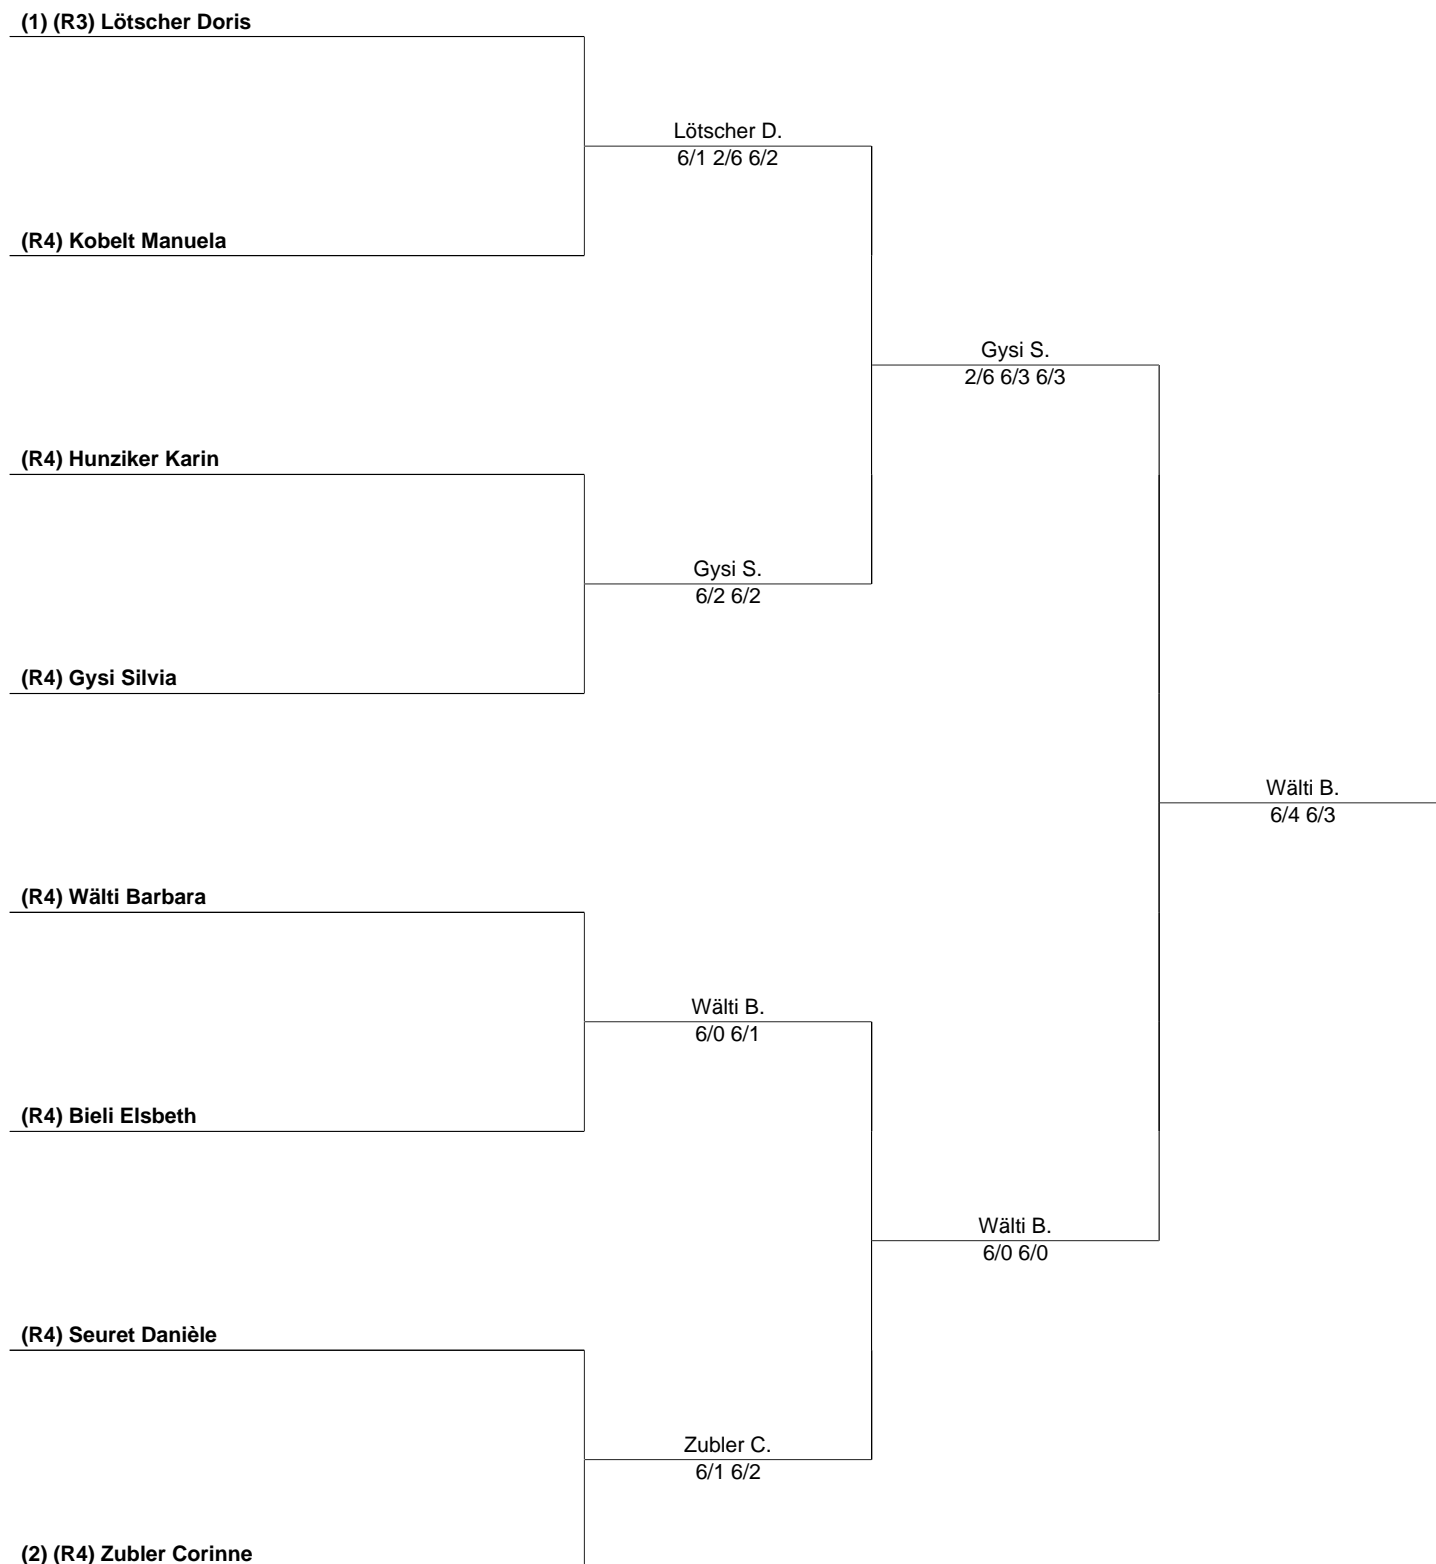 (1) (R3) Lötscher Doris
Lötscher D.
6/1 2/6 6/2
(R4) Kobelt Manuela
Gysi S.
2/6 6/3 6/3
(R4) Hunziker Karin
Gysi S.
6/2 6/2
(R4) Gysi Silvia
Wälti B.
6/4 6/3
(R4) Wälti Barbara
Wälti B.
6/0 6/1
(R4) Bieli Elsbeth
Wälti B.
6/0 6/0
(R4) Seuret Danièle
Zubler C.
6/1 6/2
(2) (R4) Zubler Corinne